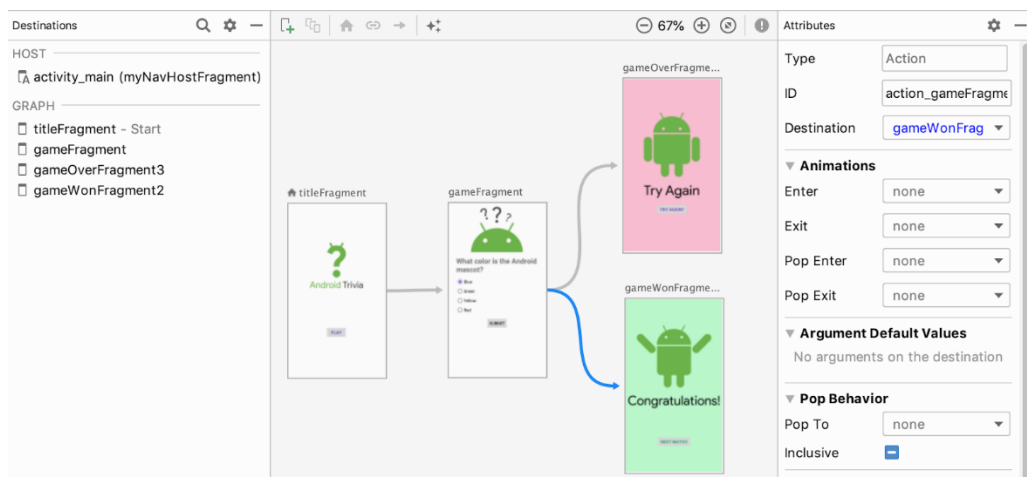 Destinations
HOST
activity_main (myNavHostFragment)
GRAPH
titleFragment - Start
gameFragment
gameOverFragment3
gameWonFragment2
67%
titleFragment
Android Trivia
PLAY
gameFragment
? ? ?
What color is the Android
mascot?
Blue
Green
Yellow
Red
SUBMIT
gameOverFragme...
Try Again
TRY AGAIN?
gameWonFragme...
Congratulations!
NEXT MATCH
Attributes
Type Action
ID action_gameFragme
Destination gameWonFrag
Animations
Enter none
Exit none
Pop Enter none
Pop Exit none
Argument Default Values
No arguments on the destination
Pop Behavior
Pop To none
Inclusive